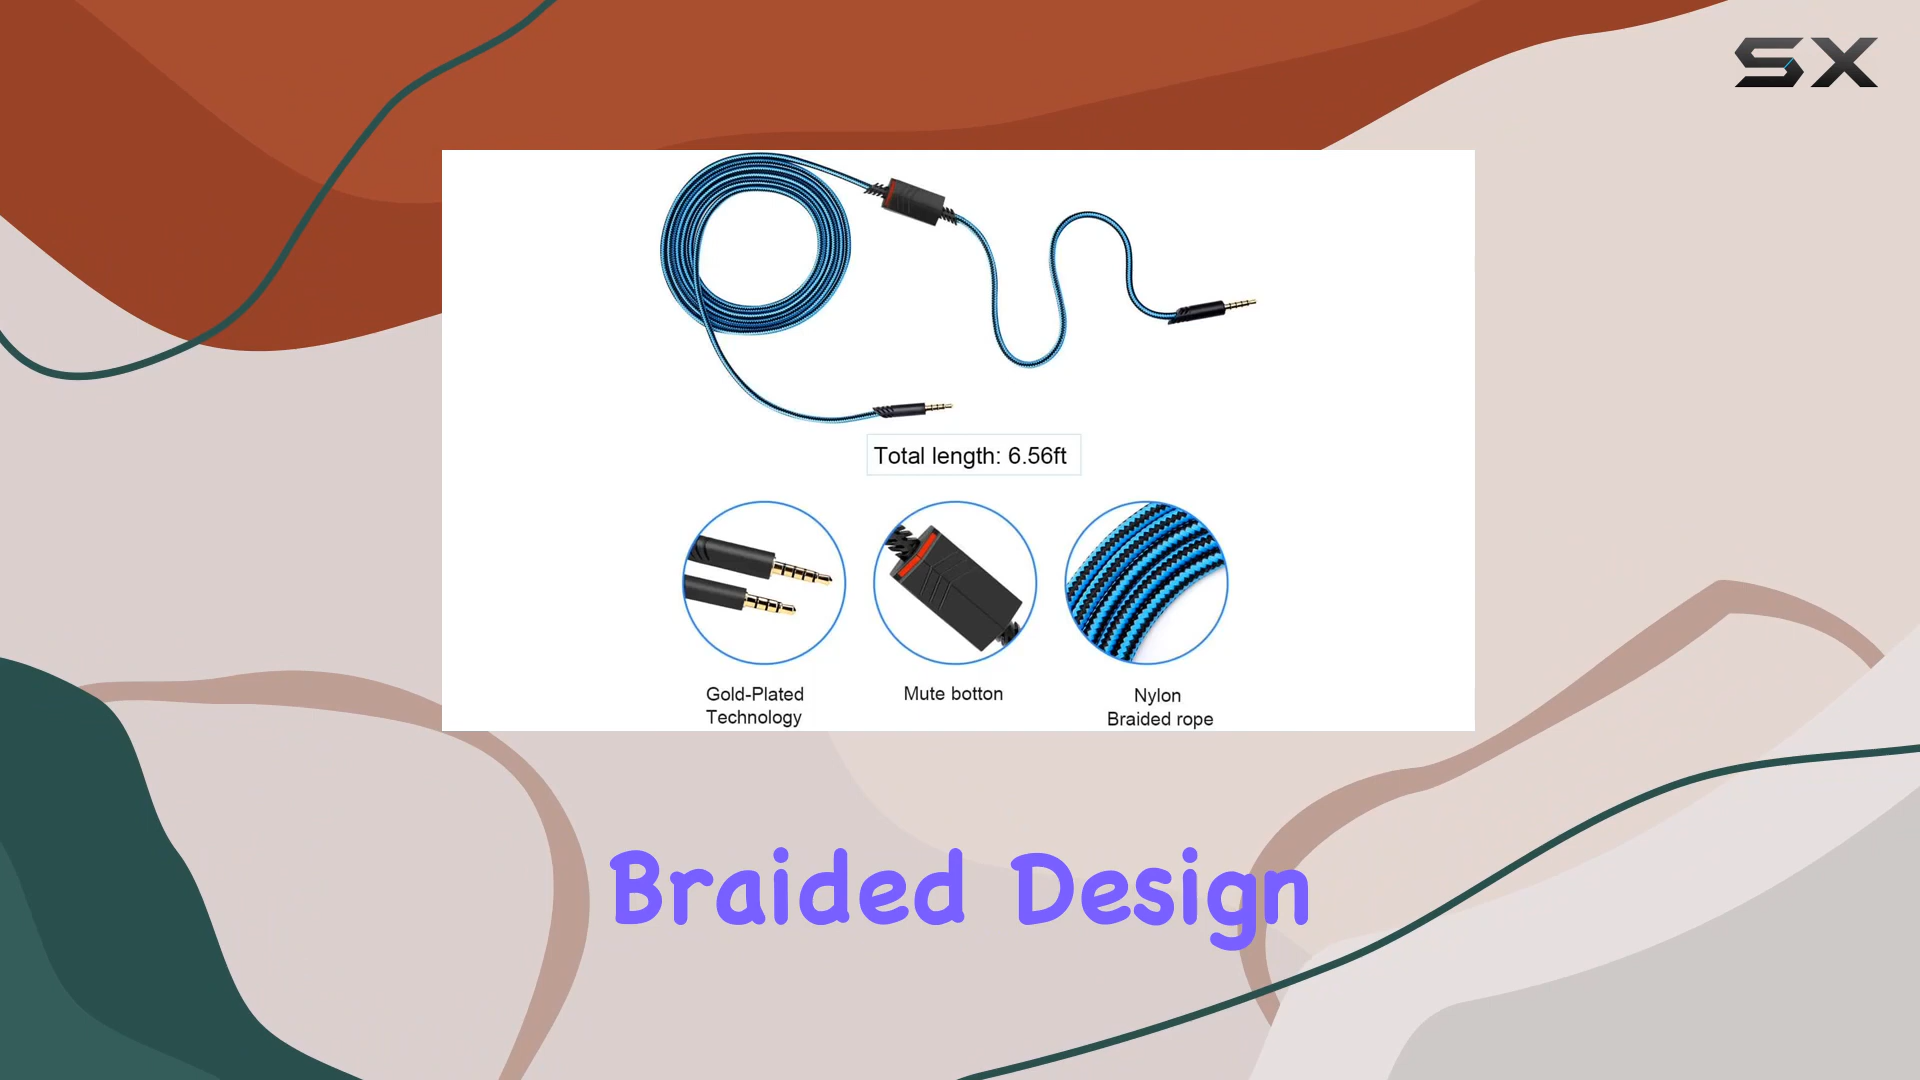 SX
Total length: 6.56ft
Gold-Plated
Technology
Mute botton
Nylon
Braided rope
Braided Design